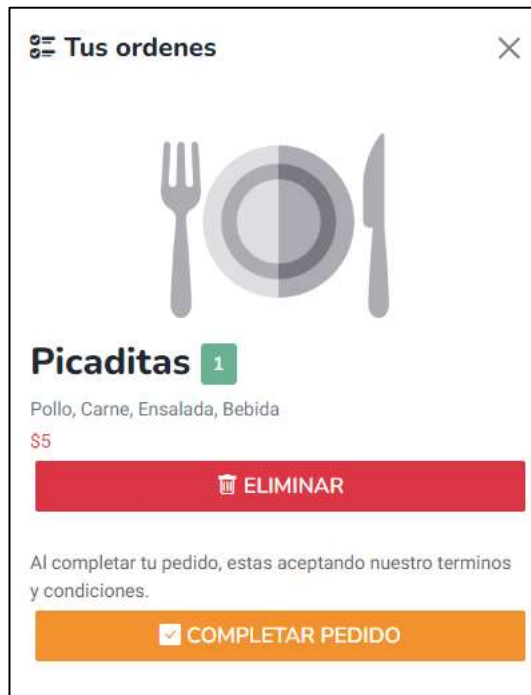 Tus ordenes
Picaditas 1
Pollo, Carne, Ensalada, Bebida
$5
ELIMINAR
Al completar tu pedido, estas aceptando nuestro terminos
y condiciones.
COMPLETAR PEDIDO